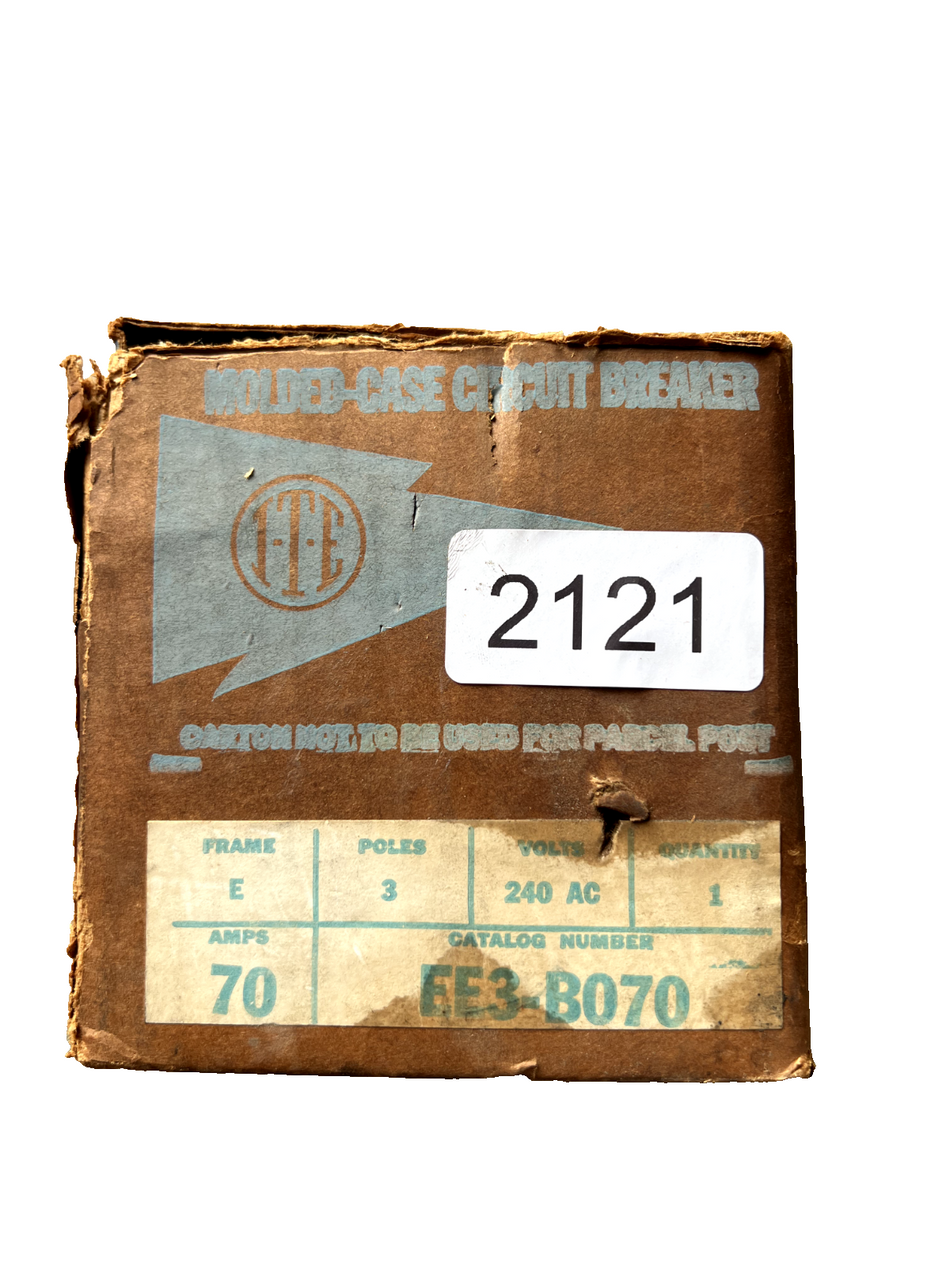 MOLDED-CASE CIRCUIT BREAKER
I-T-E
2121
CARTON NOT TO BE USED FOR PARCEL POST
FRAME POLES VOLTS QUANTITY
E 3 240 AC 1
AMPS CATALOG NUMBER
70 EE3-B070